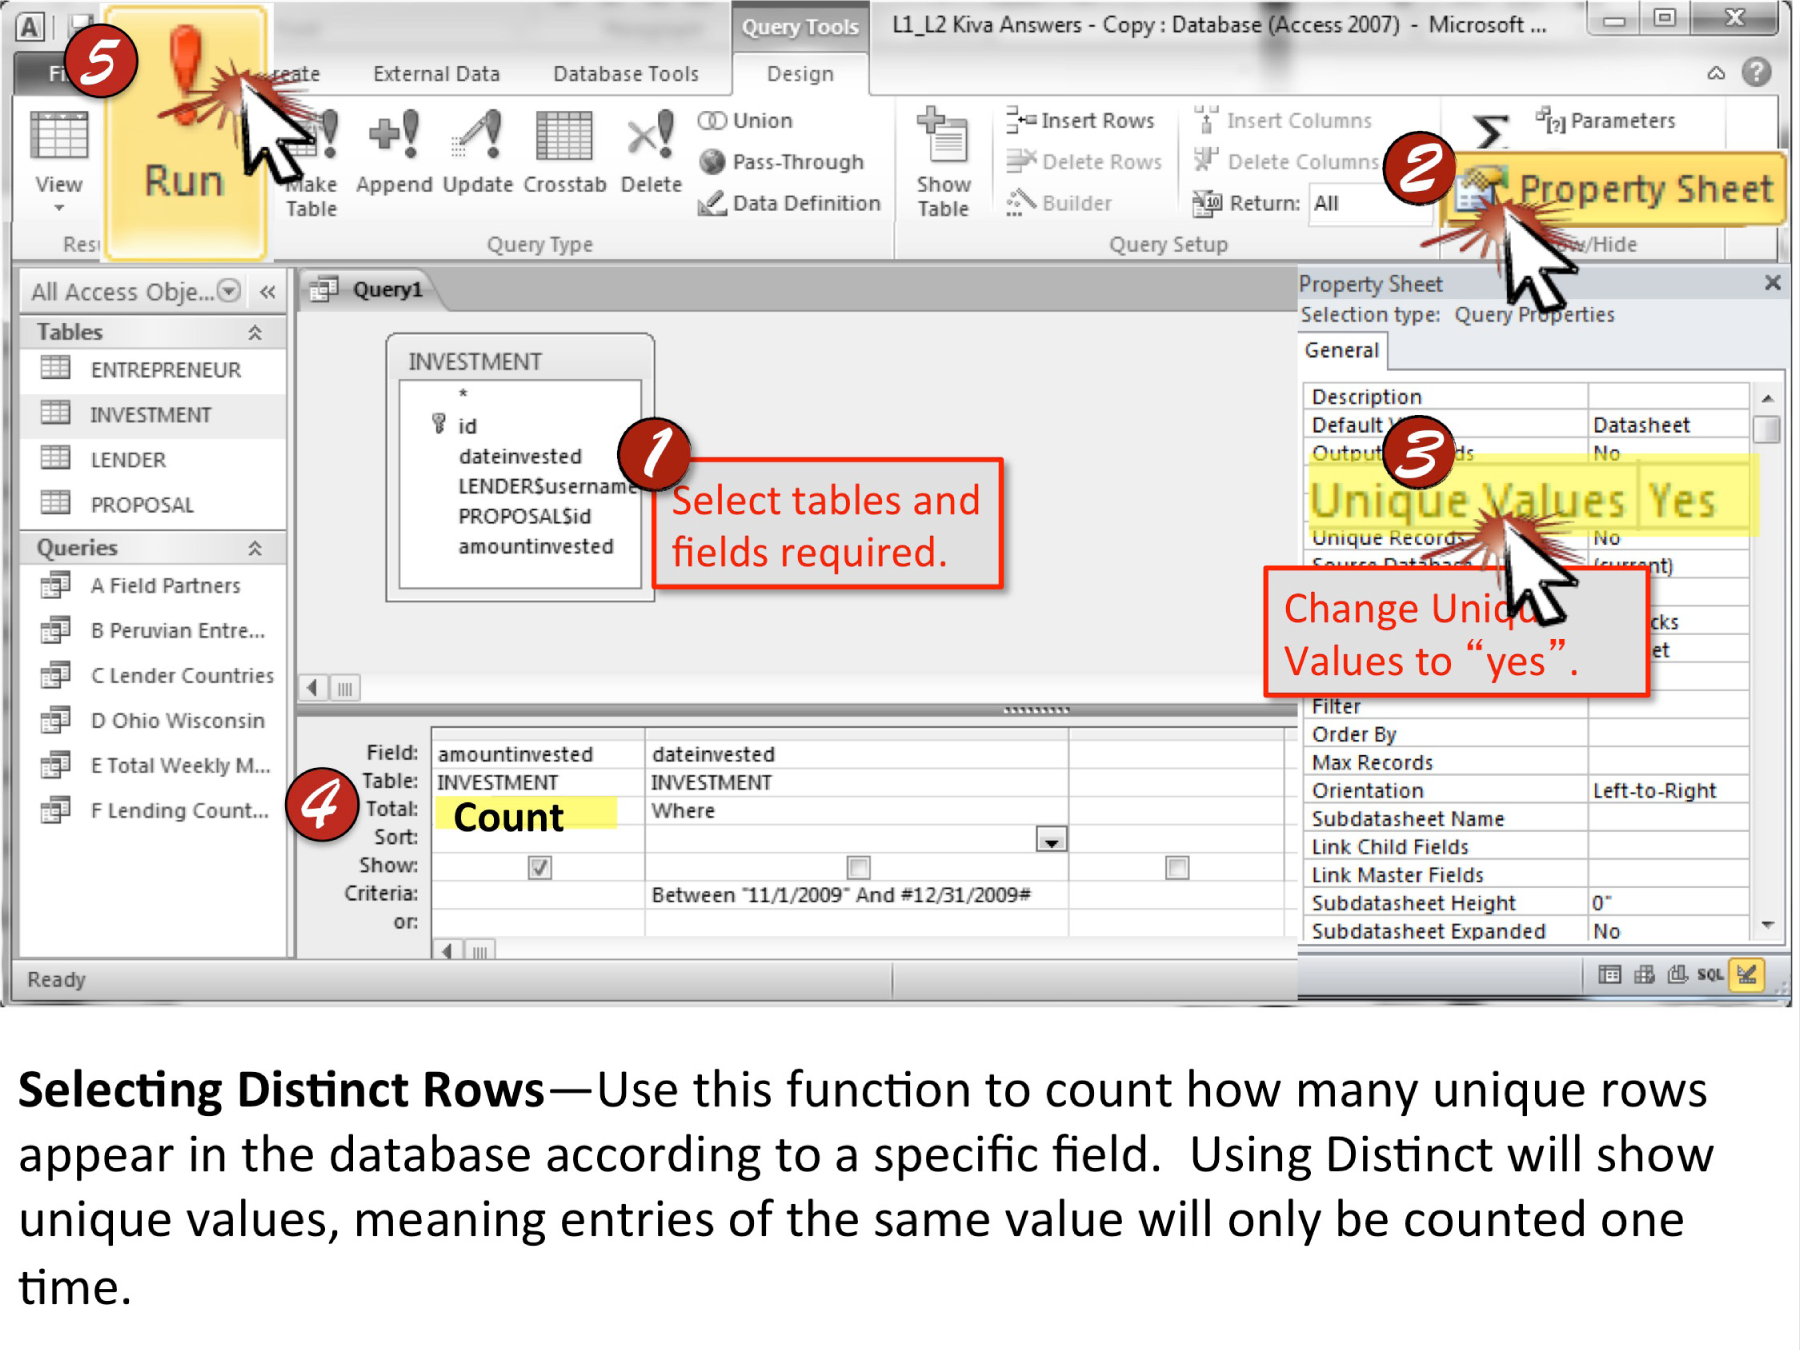 Query Tools
L1_L2 Kiva Answers - Copy : Database (Access 2007) - Microsoft ...
5
External Data
Database Tools
Design
Run
View
Make Table
Append
Update
Crosstab
Delete
Union
Pass-Through
Data Definition
Show Table
Insert Rows
Delete Rows
Builder
Insert Columns
Delete Columns
Return: All
Parameters
2
Property Sheet
Query Type
Query Setup
All Access Obje...
Tables
ENTREPRENEUR
INVESTMENT
LENDER
PROPOSAL
Queries
A Field Partners
B Peruvian Entre...
C Lender Countries
D Ohio Wisconsin
E Total Weekly M...
F Lending Count...
Query1
INVESTMENT
*
id
dateinvested
LENDER$username
PROPOSAL$id
amountinvested
1
Select tables and
fields required.
Field: amountinvested dateinvested
Table: INVESTMENT INVESTMENT
4
Total: Count Where
Sort:
Show:
Criteria: Between "11/1/2009" And #12/31/2009#
or:
Property Sheet
Selection type: Query Properties
General
Description
Default Datasheet
3
Output No
Unique Values Yes
Unique Records No
Source Database (current)
Change Unique
Values to “yes”.
Filter
Order By
Max Records
Orientation Left-to-Right
Subdatasheet Name
Link Child Fields
Link Master Fields
Subdatasheet Height 0"
Subdatasheet Expanded No
Ready
SQL
Selecting Distinct Rows—Use this function to count how many unique rows
appear in the database according to a specific field. Using Distinct will show
unique values, meaning entries of the same value will only be counted one
time.